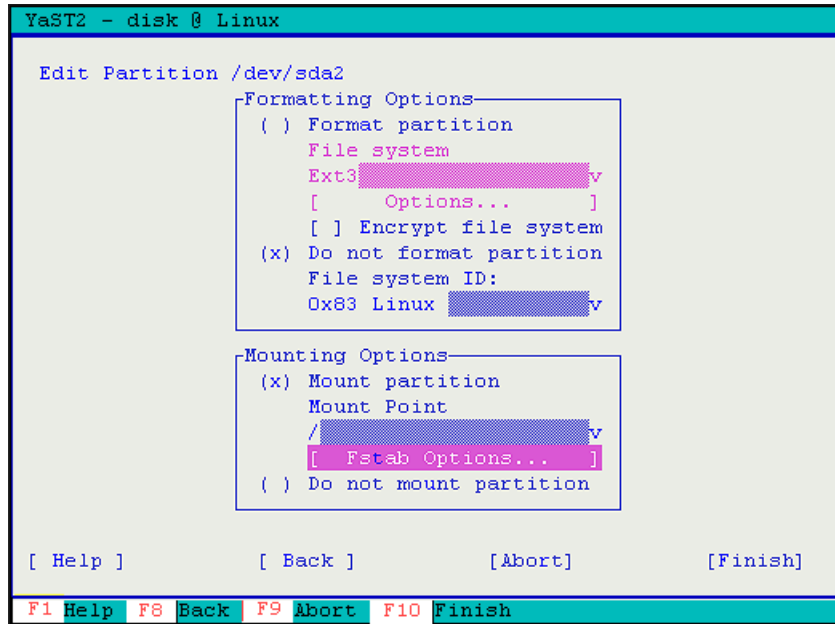 YaST2 - disk @ Linux
Edit Partition /dev/sda2
Formatting Options
( ) Format partition
File system
Ext3 v
[ Options... ]
[ ] Encrypt file system
(x) Do not format partition
File system ID:
0x83 Linux v
Mounting Options
(x) Mount partition
Mount Point
/ v
[ Fstab Options... ]
( ) Do not mount partition
[ Help ] [ Back ] [Abort] [Finish]
F1 Help F8 Back F9 Abort F10 Finish